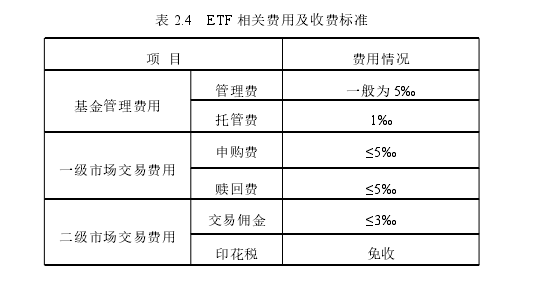 表 2.4 ETF 相关费用及收费标准
项 目 费用情况
基金管理费用 管理费 一般为 5‰
托管费 1‰
一级市场交易费用 申购费 ≤5‰
赎回费 ≤5‰
二级市场交易费用 交易佣金 ≤3‰
印花税 免收